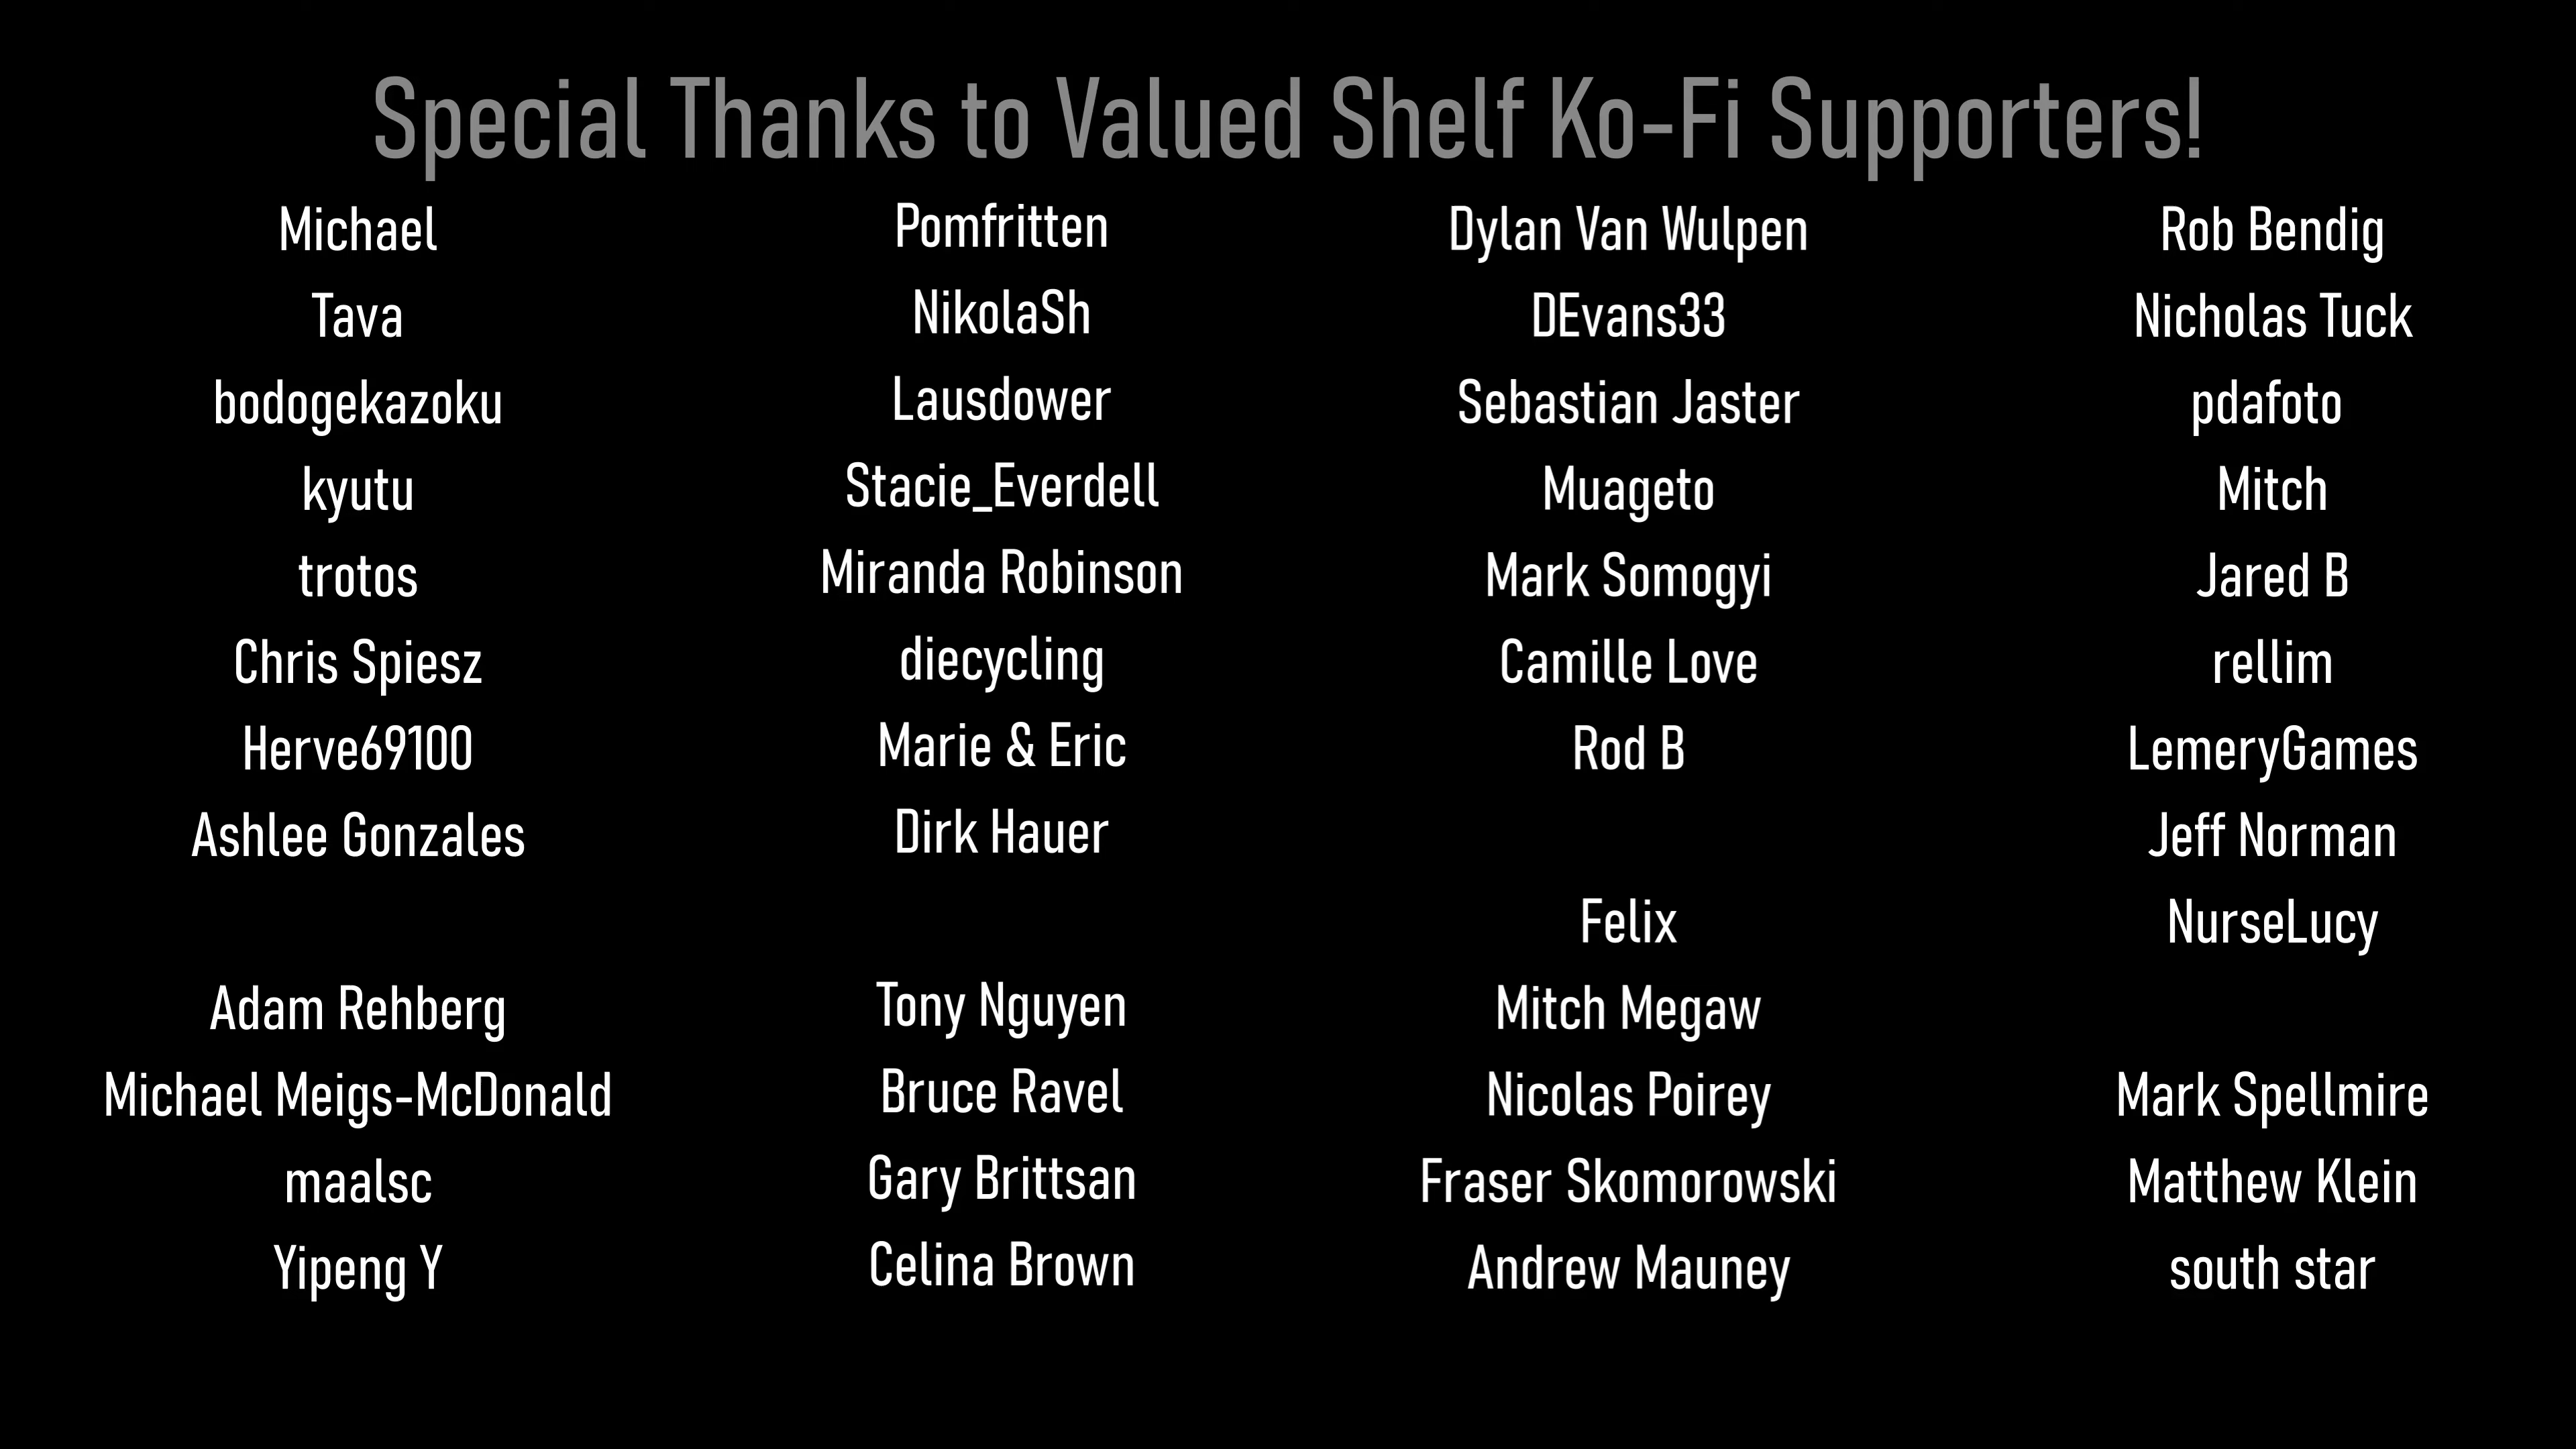 Special Thanks to Valued Shelf Ko-Fi Supporters!
Michael
Tava
bodogekazoku
kyutu
trotos
Chris Spiesz
Herve69100
Ashlee Gonzales
Adam Rehberg
Michael Meigs-McDonald
maalsc
Yipeng Y
Pomfritten
NikolaSh
Lausdower
Stacie_Everdell
Miranda Robinson
diecycling
Marie & Eric
Dirk Hauer
Tony Nguyen
Bruce Ravel
Gary Brittsan
Celina Brown
Dylan Van Wulpen
DEvans33
Sebastian Jaster
Muageto
Mark Somogyi
Camille Love
Rod B
Felix
Mitch Megaw
Nicolas Poirey
Fraser Skomorowski
Andrew Mauney
Rob Bendig
Nicholas Tuck
pdafoto
Mitch
Jared B
rellim
LemeryGames
Jeff Norman
NurseLucy
Mark Spellmire
Matthew Klein
south star